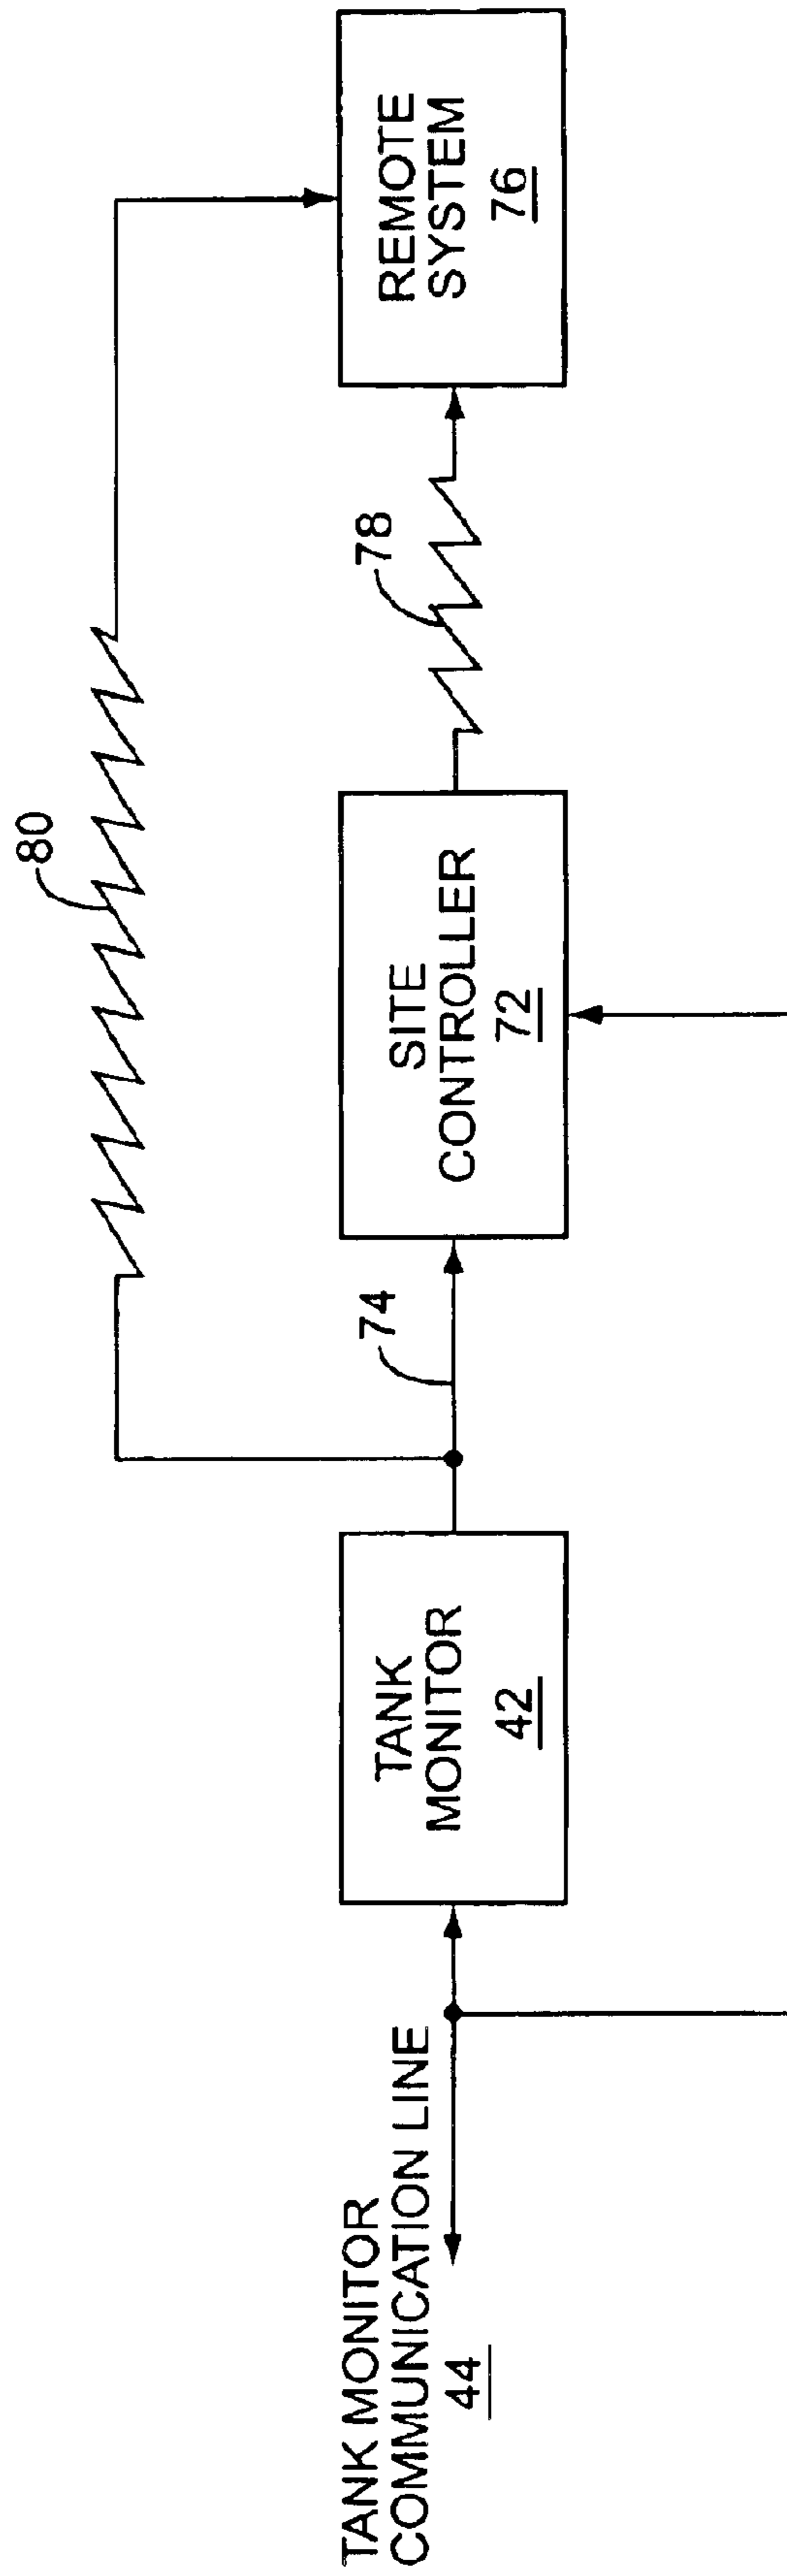 80
TANK MONITOR
COMMUNICATION LINE
44
TANK
MONITOR
42
74
SITE
CONTROLLER
72
78
REMOTE
SYSTEM
76